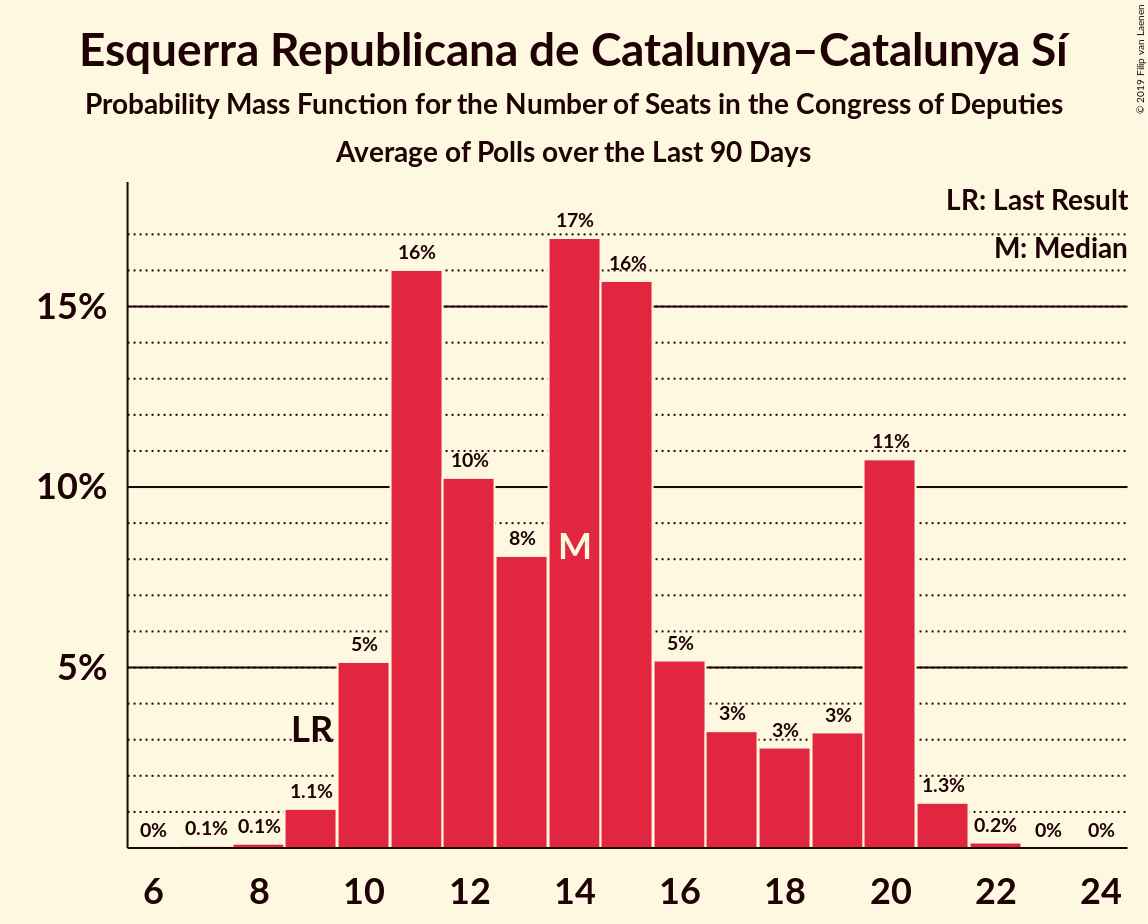 Esquerra Republicana de Catalunya–Catalunya Sí
Probability Mass Function for the Number of Seats in the Congress of Deputies
Average of Polls over the Last 90 Days
© 2019 Filip van Laenen
LR: Last Result
M: Median
15%
10%
5%
0%
0.1%
0.1%
1.1%
LR
5%
16%
10%
8%
17%
M
16%
5%
3%
3%
3%
11%
1.3%
0.2%
0%
0%
6 8 10 12 14 16 18 20 22 24